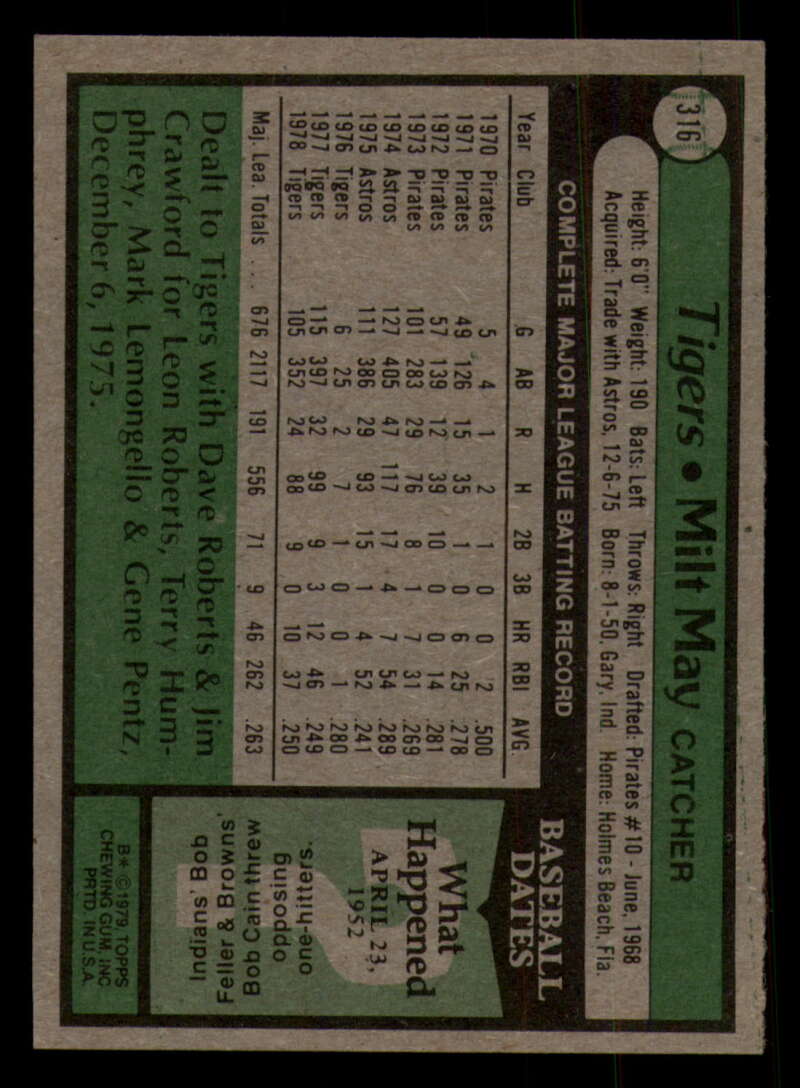 316
Tigers • Milt May CATCHER
Height: 6'0" Weight: 190 Bats: Left Throws: Right Drafted: Pirates #10 - June, 1968
Acquired: Trade with Astros, 12-6-75 Born: 8-1-50, Gary, Ind. Home: Holmes Beach, Fla.
COMPLETE MAJOR LEAGUE BATTING RECORD
Year Club G AB R H 2B 3B HR RBI AVG.
1970 Pirates 5 4 1 2 1 0 0 2 .500
1971 Pirates 49 126 15 35 1 0 6 25 .278
1972 Pirates 57 139 12 39 10 0 0 14 .281
1973 Pirates 101 283 29 76 8 1 7 31 .269
1974 Astros 127 405 47 117 17 4 7 54 .289
1975 Astros 111 386 29 93 15 1 4 52 .241
1976 Tigers 6 25 2 7 1 0 0 1 .280
1977 Tigers 115 397 32 99 9 3 12 46 .249
1978 Tigers 105 352 24 88 9 0 10 37 .250
Maj. Lea. Totals ... 676 2117 191 556 71 9 46 262 .263
Dealt to Tigers with Dave Roberts & Jim
Crawford for Leon Roberts, Terry Hum-
phrey, Mark Lemongello & Gene Pentz,
December 6, 1975.
BASEBALL
DATES
What
Happened
APRIL 23,
1952
?
Indians' Bob
Feller & Browns'
Bob Cain threw
opposing
one-hitters.
B* © 1979 TOPPS
CHEWING GUM, INC
PRTD. IN U.S.A.